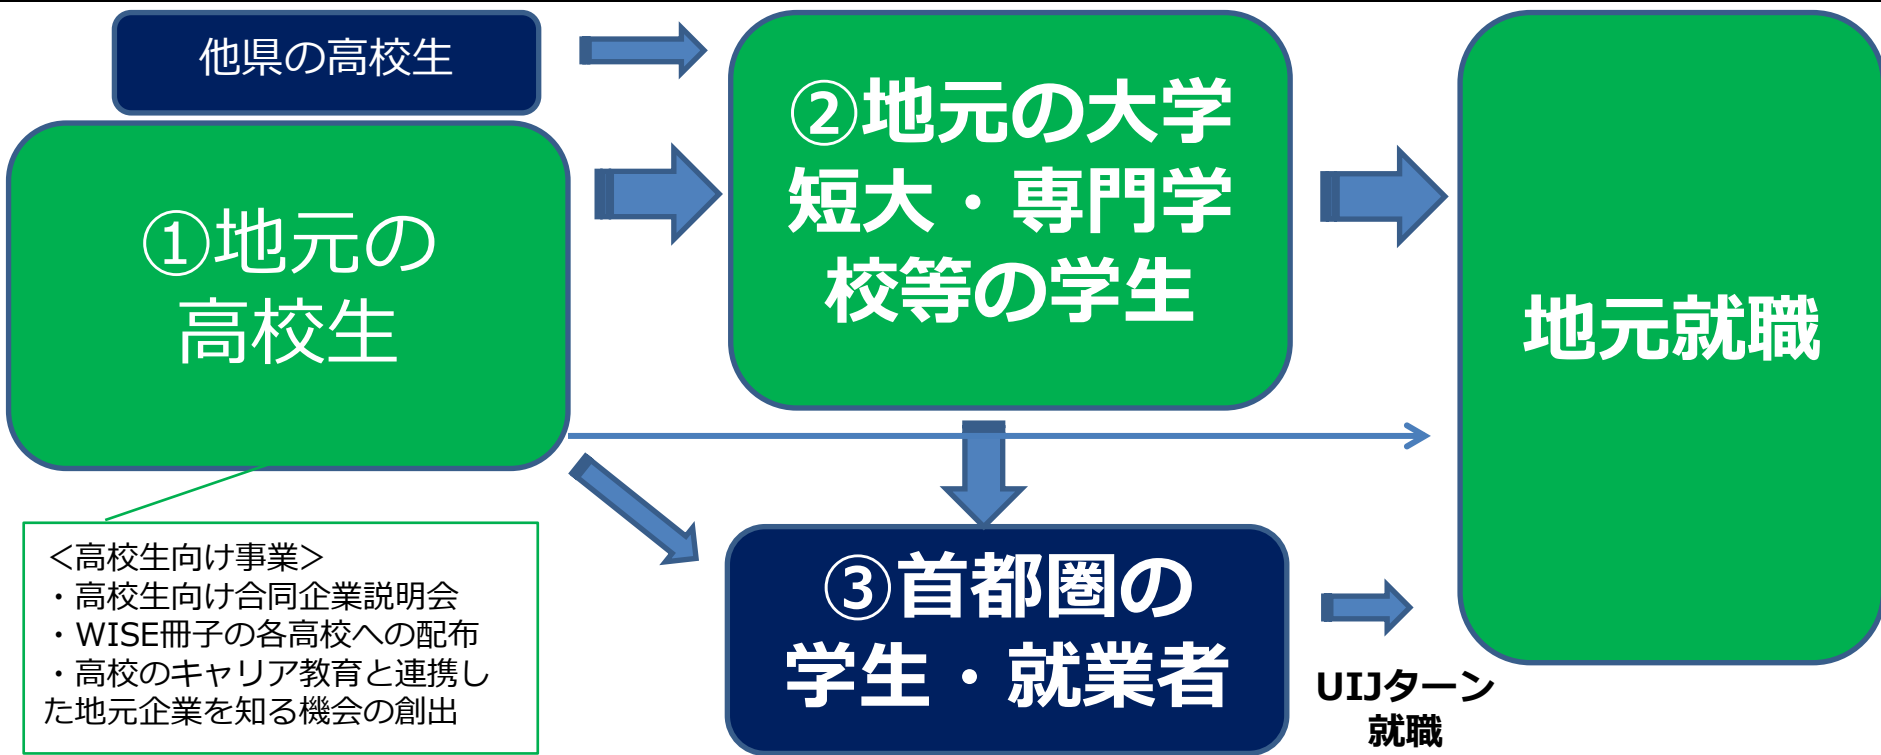 他県の高校生
①地元の
高校生
②地元の大学
短大・専門学
校等の学生
地元就職
③首都圏の
学生・就業者
UIJターン
就職
＜高校生向け事業＞
・高校生向け合同企業説明会
・WISE冊子の各高校への配布
・高校のキャリア教育と連携し
た地元企業を知る機会の創出